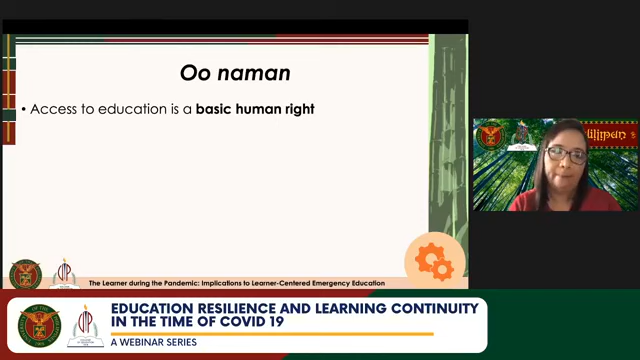 Oo naman
• Access to education is a basic human right
The Learner during the Pandemic: Implications to Learner-Centered Emergency Education
EDUCATION RESILIENCE AND LEARNING CONTINUITY
IN THE TIME OF COVID 19
A WEBINAR SERIES